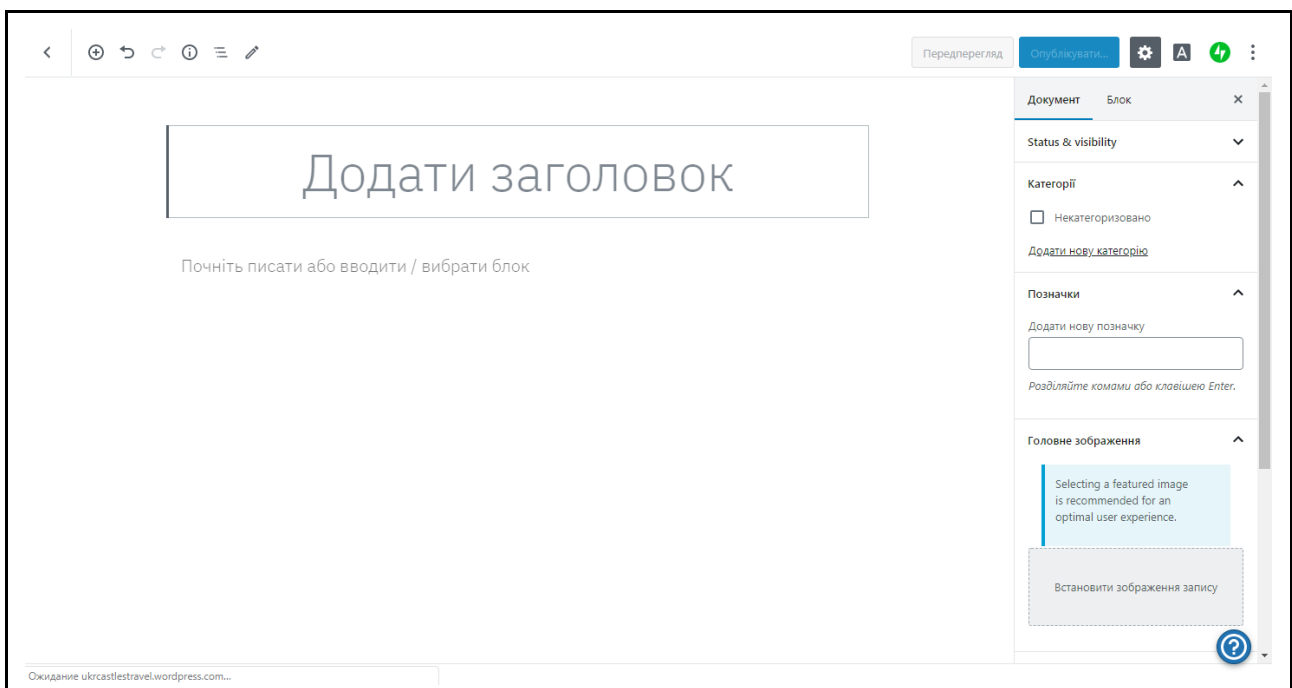 Передперегляд
Опублікувати...
A
Документ
Блок
Status & visibility
Додати заголовок
Категорії
Некатегоризовано
Почніть писати або вводити / вибрати блок
Додати нову категорію
Позначки
Додати нову позначку
Розділяйте комами або клавішею Enter.
Головне зображення
Selecting a featured image
is recommended for an
optimal user experience.
Встановити зображення запису
Ожидание ukrcastlestravel.wordpress.com...